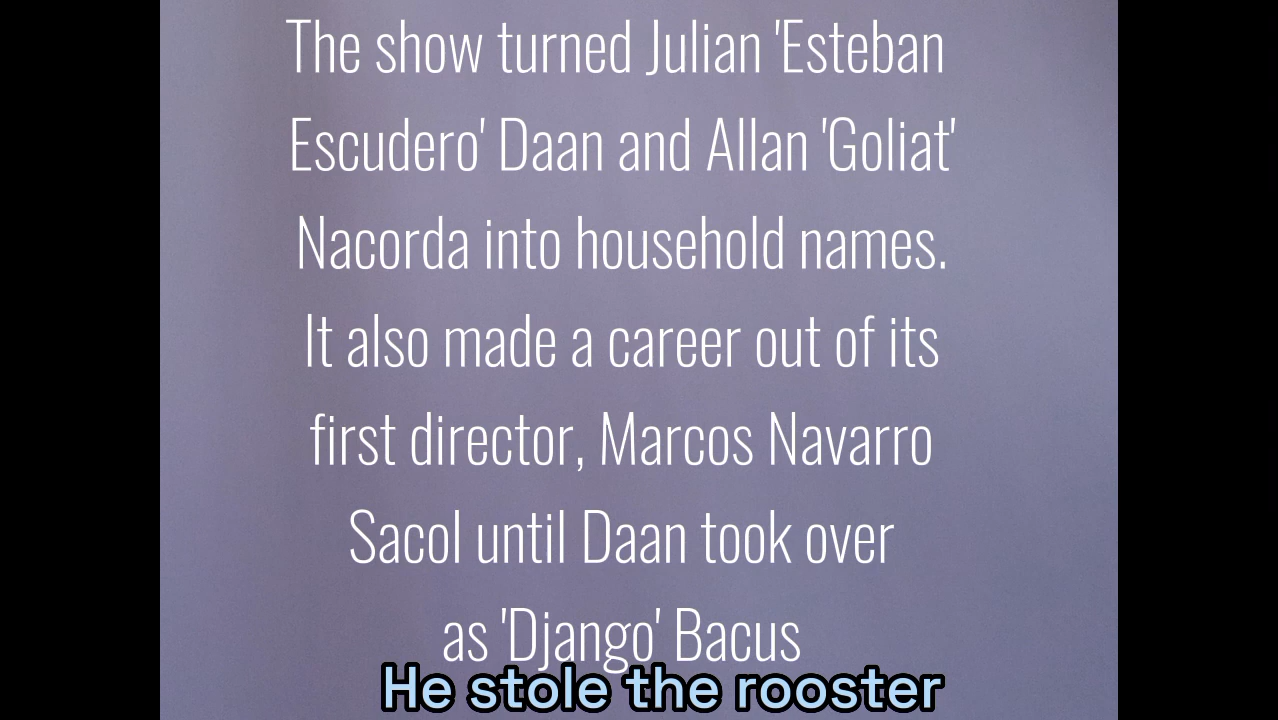 The show turned Julian 'Esteban
Escudero' Daan and Allan 'Goliat'
Nacorda into household names.
It also made a career out of its
first director, Marcos Navarro
Sacol until Daan took over
as 'Django' Bacus
He stole the rooster